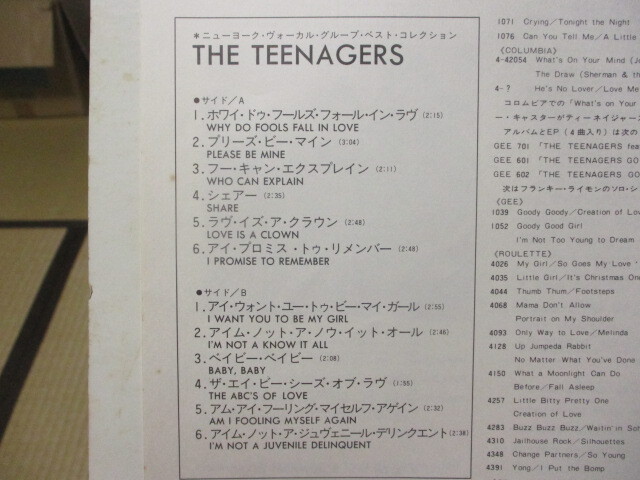 *ニューヨーク・ヴォーカル・グループ・ベスト・コレクション
THE TEENAGERS
●サイド/A
1. ホワイ・ドゥ・フールズ・フォール・イン・ラヴ (2:15)
WHY DO FOOLS FALL IN LOVE
2. プリーズ・ビー・マイン (3:04)
PLEASE BE MINE
3. フー・キャン・エクスプレイン (2:11)
WHO CAN EXPLAIN
4. シェアー (2:35)
SHARE
5. ラヴ・イズ・ア・クラウン (2:48)
LOVE IS A CLOWN
6. アイ・プロミス・トゥ・リメンバー (2:48)
I PROMISE TO REMEMBER
●サイド/B
1. アイ・ウォント・ユー・トゥ・ビー・マイ・ガール (2:55)
I WANT YOU TO BE MY GIRL
2. アイム・ノット・ア・ノウ・イット・オール (2:46)
I'M NOT A KNOW IT ALL
3. ベイビー・ベイビー (2:08)
BABY, BABY
4. ザ・エイ・ビー・シーズ・オブ・ラヴ (1:55)
THE ABC'S OF LOVE
5. アム・アイ・フーリング・マイセルフ・アゲイン (2:32)
AM I FOOLING MYSELF AGAIN
6. アイム・ノット・ア・ジュヴェニール・デリンクエント (2:38)
I'M NOT A JUVENILE DELINQUENT
1071 Crying/Tonight the Night
1076 Can You Tell Me/A Little
《COLUMBIA》
4-42054 What's On Your Mind (Jo
The Draw (Sherman & th
4-? He's No Lover/Love Me
コロムビアでの「What's on Your
ー・キャスターがティーネイジャーズ
アルバムとEP（4曲入り）は次の
GEE 701 「THE TEENAGERS fea
GEE 601 「THE TEENAGERS GO
GEE 602 「THE TEENAGERS GO
次はフランキー・ライモンのソロ・シ
《GEE》
1039 Goody Goody/Creation of Lov
1052 Goody Good Girl
I'm Not Too Young to Dream
《ROULETTE》
4026 My Girl/So Goes My Love '
4035 Little Girl/It's Christmas One
4044 Thumb Thum/Footsteps
4068 Mama Don't Allow
Portrait on My Shoulder
4093 Only Way to Love/Melinda
4128 Up Jumpeda Rabbit
No Matter What You've Done
4150 What a Moonlight Can Do
Before/Fall Asleep
4257 Little Bitty Pretty One
Creation of Love
4283 Buzz Buzz Buzz/Waitin' in Sch
4310 Jailhouse Rock/Silhouettes
4348 Change Partners/So Young
4391 Yong/I Put the Bomp